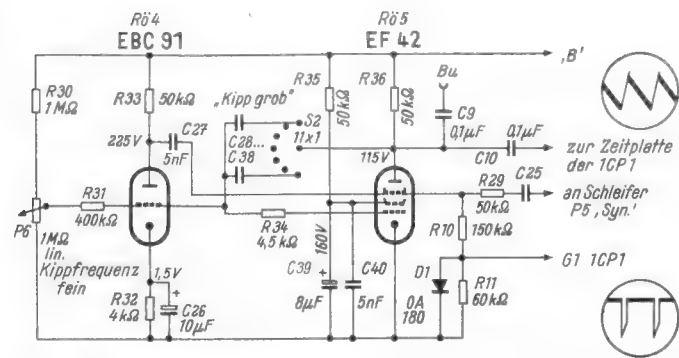 Rö4
EBC 91
Rö5
EF 42
R30
1MΩ
R33
50kΩ
„Kipp grob"
R35
50kΩ
R36
50kΩ
Bu
C9
0,1µF
'B'
225V
C27
5nF
C28...
C38
S2
11x1
115V
0,1µF
C10
zur Zeitplatte
der 1CP1
P6
R31
400kΩ
1MΩ
lin.
Kippfrequenz
fein
R34
4,5kΩ
R29
50kΩ
C25
an Schleifer
P5 'Syn.'
R10
150kΩ
1,5V
160V
C39
8µF
C40
5nF
D1
0A
180
R11
60kΩ
G1 1CP1
R32
4kΩ
+
C26
10µF
+